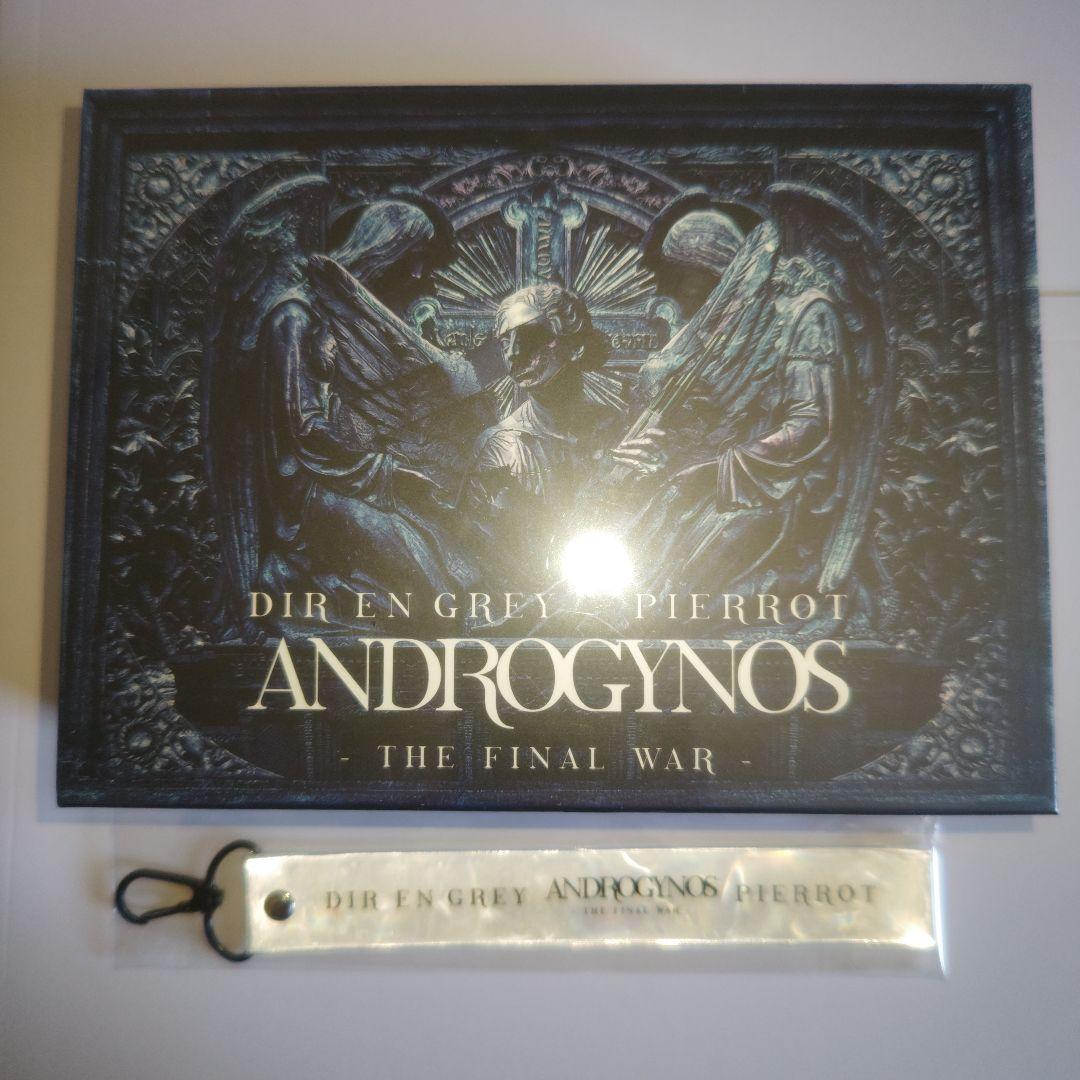 DIR EN GREY PIERROT
ANDROGYNOS
- THE FINAL WAR -
DIR EN GREY ANDROGYNOS PIERROT
- THE FINAL WAR -